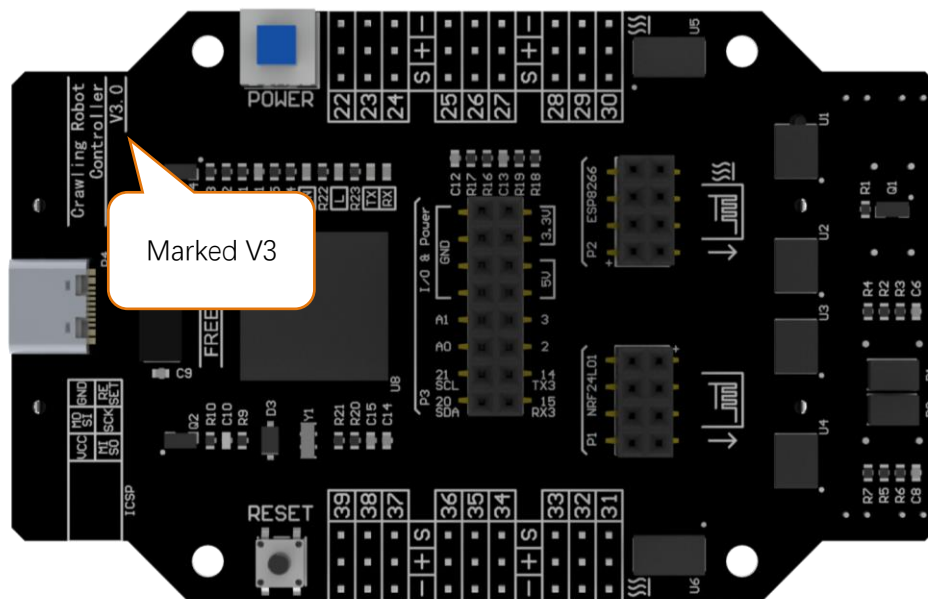 POWER
22 23 24 - + S 25 26 27 - + S 28 29 30
U5
Crawling Robot
Controller
V3.0
Marked V3
R22 L R23 TX RX
C12 R17 R16 C13 R19 R18
I/O & Power
GND
3.3V
5V
A1 3
A0 2
21 14
SCL TX3
20 15
SDA RX3
P3
ESP8266
P2
+
NRF24L01
P1
+
U1
U2
U3
U4
R1 Q1
R4 R2 R3 C6
R7 R5 R6 C8
FREE
U8
C9
Q2 R10 C10 R9 D3 Y1 R21 R20 C15 C14
GND RE
SET
MO
SI SCK
VCC MI
SO
ICSP
RESET
39 38 37 - + S 36 35 34 - + S 33 32 31
U6